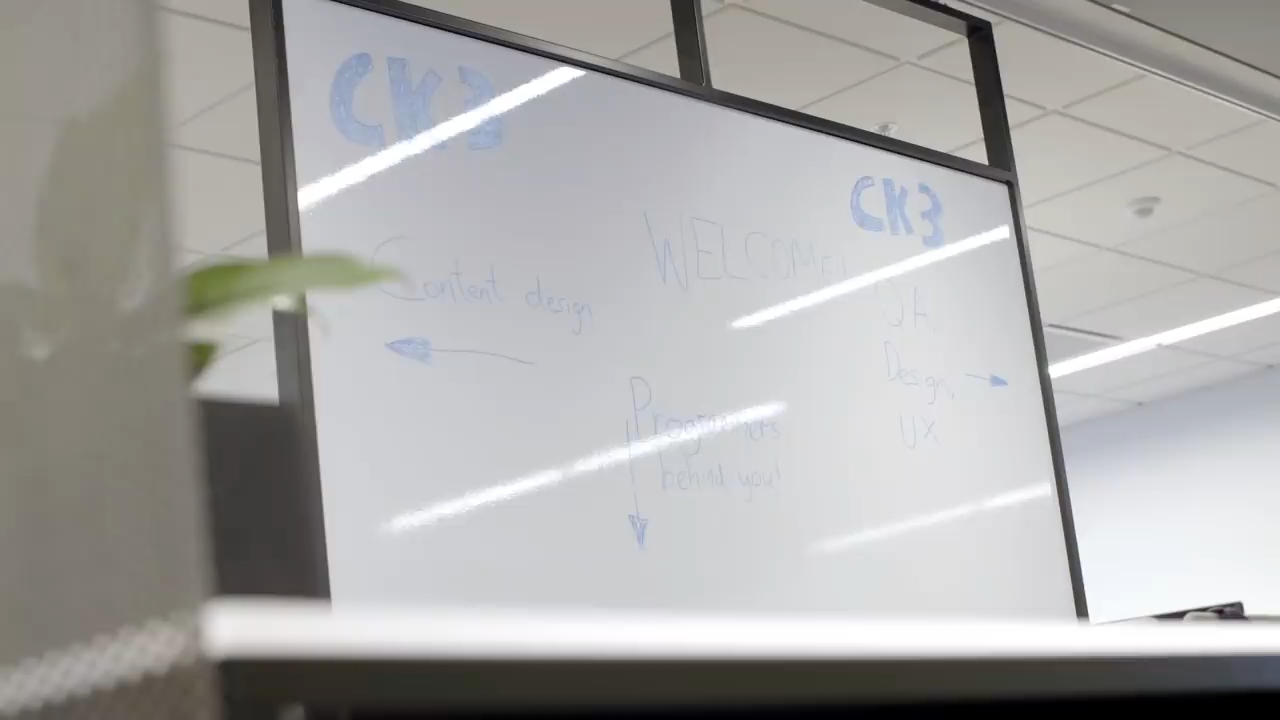 CK3
CK3
WELCOME!
Content design
QA,
Design,
UX
Programmers
behind you!